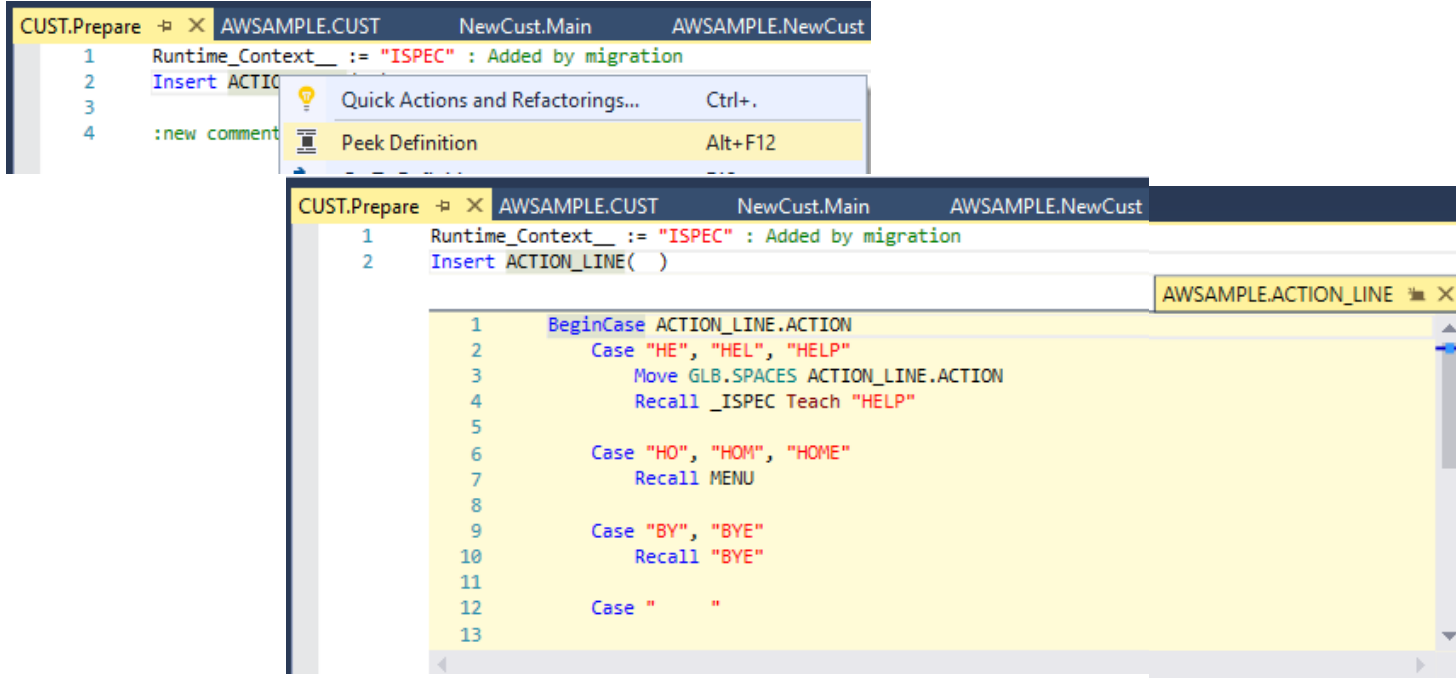 CUST.Prepare AWSAMPLE.CUST NewCust.Main AWSAMPLE.NewCust
1 Runtime_Context__ := "ISPEC" : Added by migration
2 Insert
Quick Actions and Refactorings... Ctrl+.
3
4 :new comment
Peek Definition Alt+F12
CUST.Prepare AWSAMPLE.CUST NewCust.Main AWSAMPLE.NewCust
1 Runtime_Context__ := "ISPEC" : Added by migration
2 Insert ACTION_LINE( )
AWSAMPLE.ACTION_LINE
1 BeginCase ACTION_LINE.ACTION
2 Case "HE", "HEL", "HELP"
3 Move GLB.SPACES ACTION_LINE.ACTION
4 Recall _ISPEC Teach "HELP"
5
6 Case "HO", "HOM", "HOME"
7 Recall MENU
8
9 Case "BY", "BYE"
10 Recall "BYE"
11
12 Case "     "
13